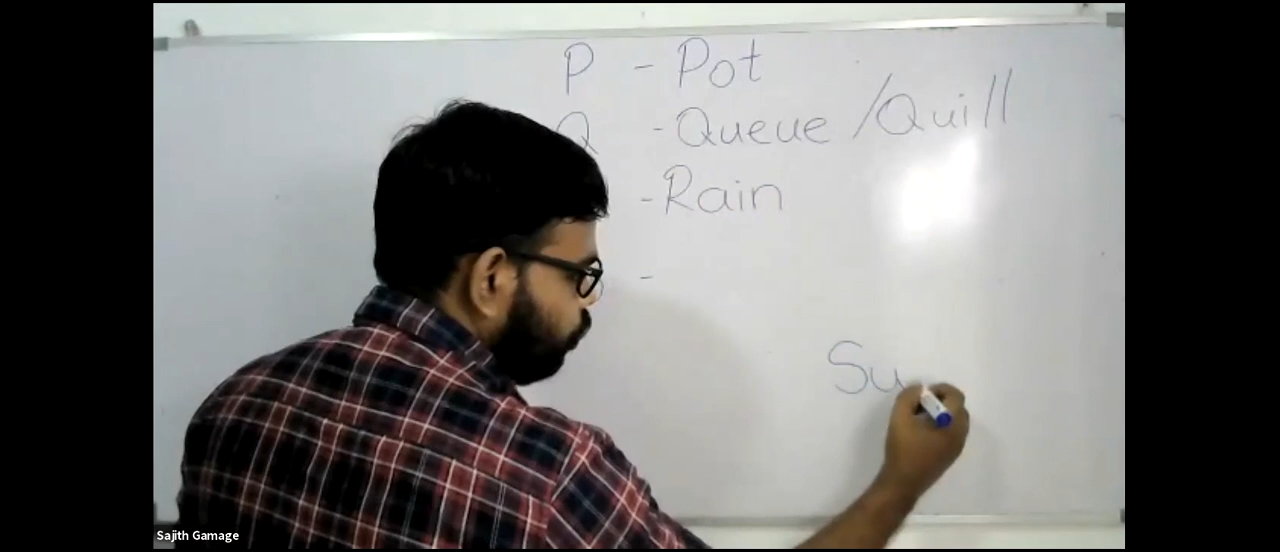 P - Pot
Q - Queue / Quill
- Rain
-
Su
Sajith Gamage